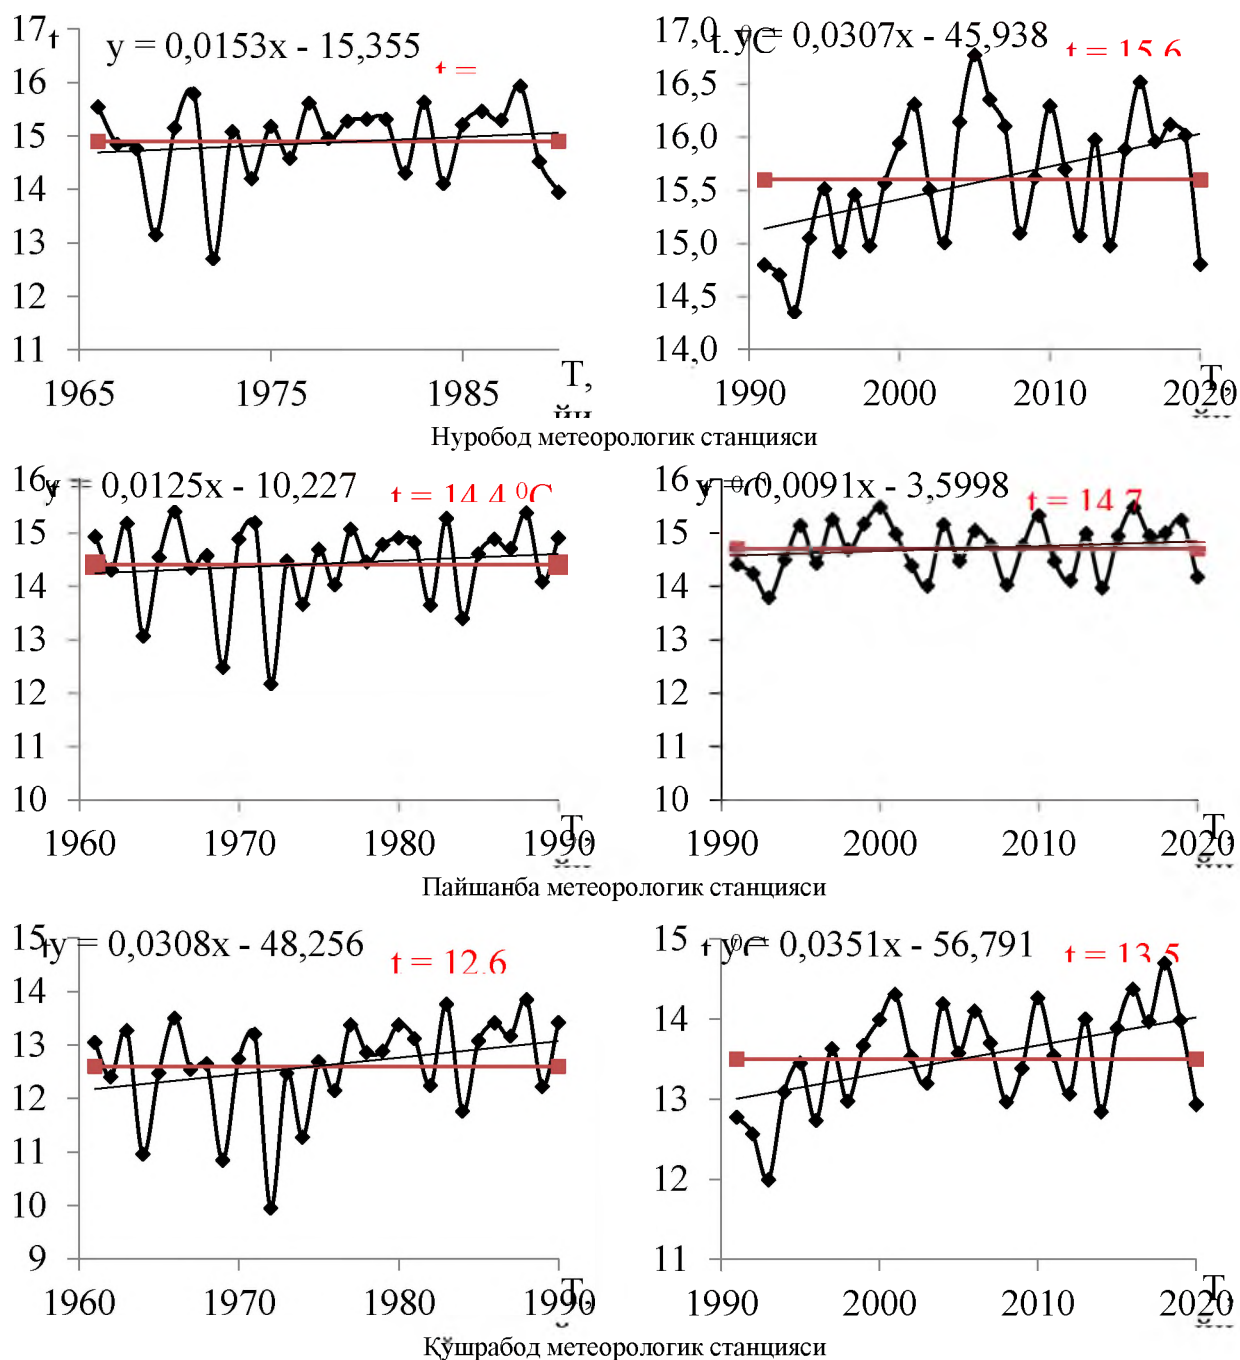 y = 0,0153x - 15,355
t =
17
t
16
15
14
13
12
11
1965
1975
1985
Т,
y = 0,0307x - 45,938
t = 15,6
17,0
16,5
16,0
15,5
15,0
14,5
14,0
1990
2000
2010
2020
Т,
Нуробод метеорологик станцияси
y = 0,0125x - 10,227
t = 14,4 ⁰C
16
15
14
13
12
11
10
1960
1970
1980
1990
Т,
y = 0,0091x - 3,5998
t = 14,7
16
15
14
13
12
11
10
1990
2000
2010
2020
Т,
Пайшанба метеорологик станцияси
y = 0,0308x - 48,256
t = 12,6
15
14
13
12
11
10
9
1960
1970
1980
1990
Т,
y = 0,0351x - 56,791
t = 13,5
15
14
13
12
11
1990
2000
2010
2020
Т,
Қўшрабод метеорологик станцияси